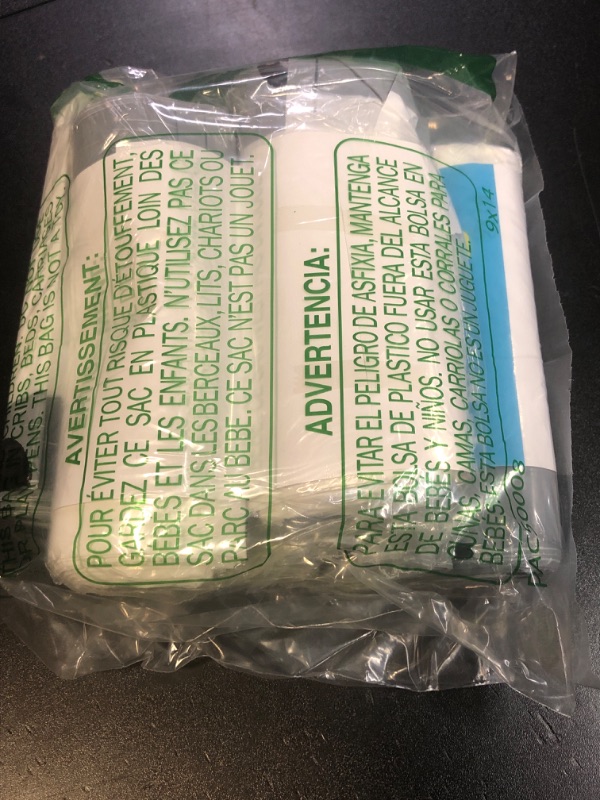 CRIBS, BEDS, CARRIAGES
PENS. THIS BAG IS NOT A TOY.
AVERTISSEMENT:
POUR ÉVITER TOUT RISQUE D'ÉTOUFFEMENT,
GARDEZ CE SAC EN PLASTIQUE LOIN DES
BÉBES ET LES ENFANTS. N'UTILISEZ PAS CE
SAC DANS LES BERCEAUX, LITS, CHARIOTS OU
PARC AU BEBE. CE SAC N'EST PAS UN JOUET.
ADVERTENCIA:
PARA EVITAR EL PELIGRO DE ASFIXIA, MANTENGA
ESTA BOLSA DE PLASTICO FUERA DEL ALCANCE
DE BEBES Y NIÑOS. NO USAR ESTA BOLSA EN
CUNAS, CAMAS, CARRIOLAS O CORRALES PARA
BEBES. ESTA BOLSA NO ES UN JUGUETE.
9x14